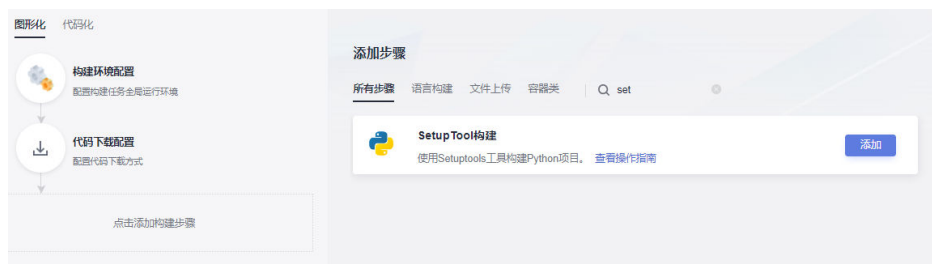 图形化 代码化
构建环境配置
配置构建任务全局运行环境
代码下载配置
配置代码下载方式
点击添加构建步骤
添加步骤
所有步骤 语言构建 文件上传 容器类 set
SetupTool构建
使用Setuptools工具构建Python项目。 查看操作指南
添加